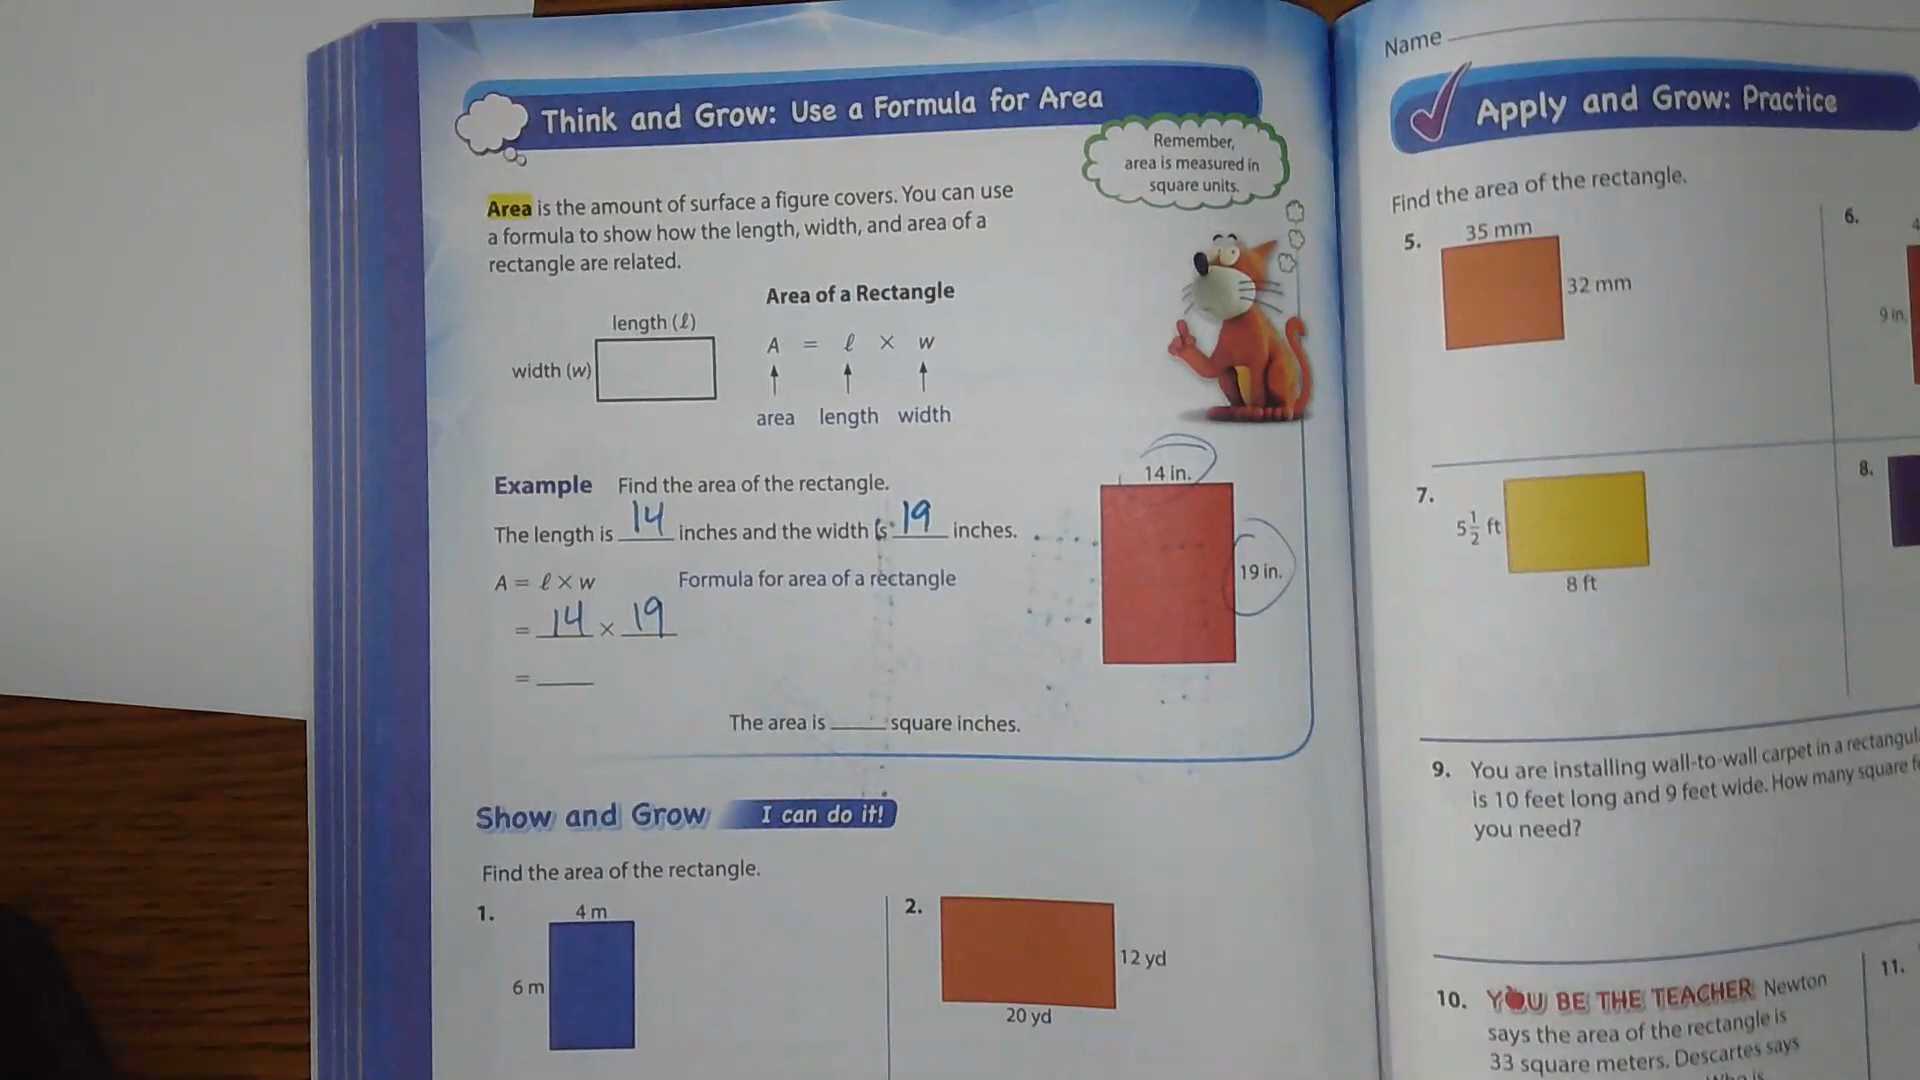 Think and Grow: Use a Formula for Area
Remember,
area is measured in
square units.
Area is the amount of surface a figure covers. You can use
a formula to show how the length, width, and area of a
rectangle are related.
Area of a Rectangle
length (ℓ)
width (w)
A = ℓ × w
area length width
Example Find the area of the rectangle.
14 in.
The length is 14 inches and the width is 19 inches.
19 in.
A = ℓ × w Formula for area of a rectangle
= 14 × 19
= ____
The area is ____ square inches.
Show and Grow I can do it!
Find the area of the rectangle.
1.
4 m
6 m
2.
12 yd
20 yd
Name
Apply and Grow: Practice
Find the area of the rectangle.
5.
35 mm
32 mm
6.
4
9 in.
7.
5 1/2 ft
8 ft
8.
9. You are installing wall-to-wall carpet in a
is 10 feet long and 9 feet wide. How many square
you need?
10. YOU BE THE TEACHER Newton
says the area of the rectangle is
33 square meters. Descartes says
11.